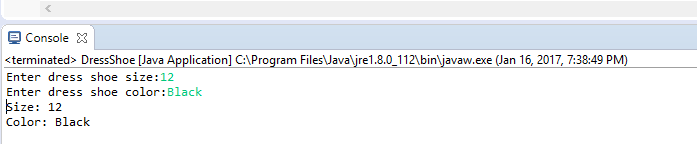 Console
<terminated> DressShoe [Java Application] C:\Program Files\Java\jre1.8.0_112\bin\javaw.exe (Jan 16, 2017, 7:38:49 PM)
Enter dress shoe size:12
Enter dress shoe color:Black
Size: 12
Color: Black